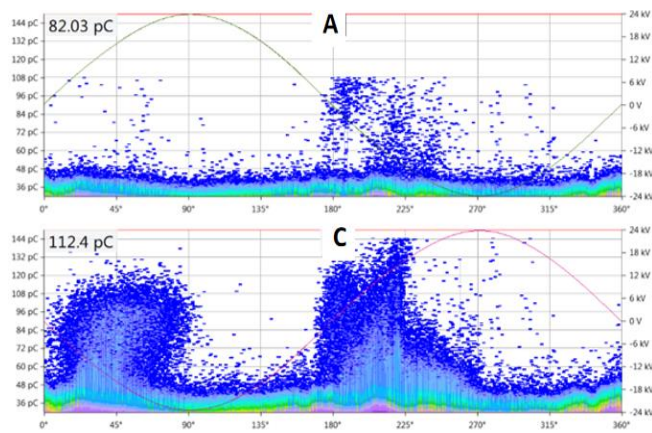 82.03 pC
A
144 pC
132 pC
120 pC
108 pC
96 pC
84 pC
72 pC
60 pC
48 pC
36 pC
24 kV
18 kV
12 kV
6 kV
0 V
-6 kV
-12 kV
-18 kV
-24 kV
0°
45°
90°
135°
180°
225°
270°
315°
360°
112.4 pC
C
144 pC
132 pC
120 pC
108 pC
96 pC
84 pC
72 pC
60 pC
48 pC
36 pC
24 kV
18 kV
12 kV
6 kV
0 V
-6 kV
-12 kV
-18 kV
-24 kV
0°
45°
90°
135°
180°
225°
270°
315°
360°